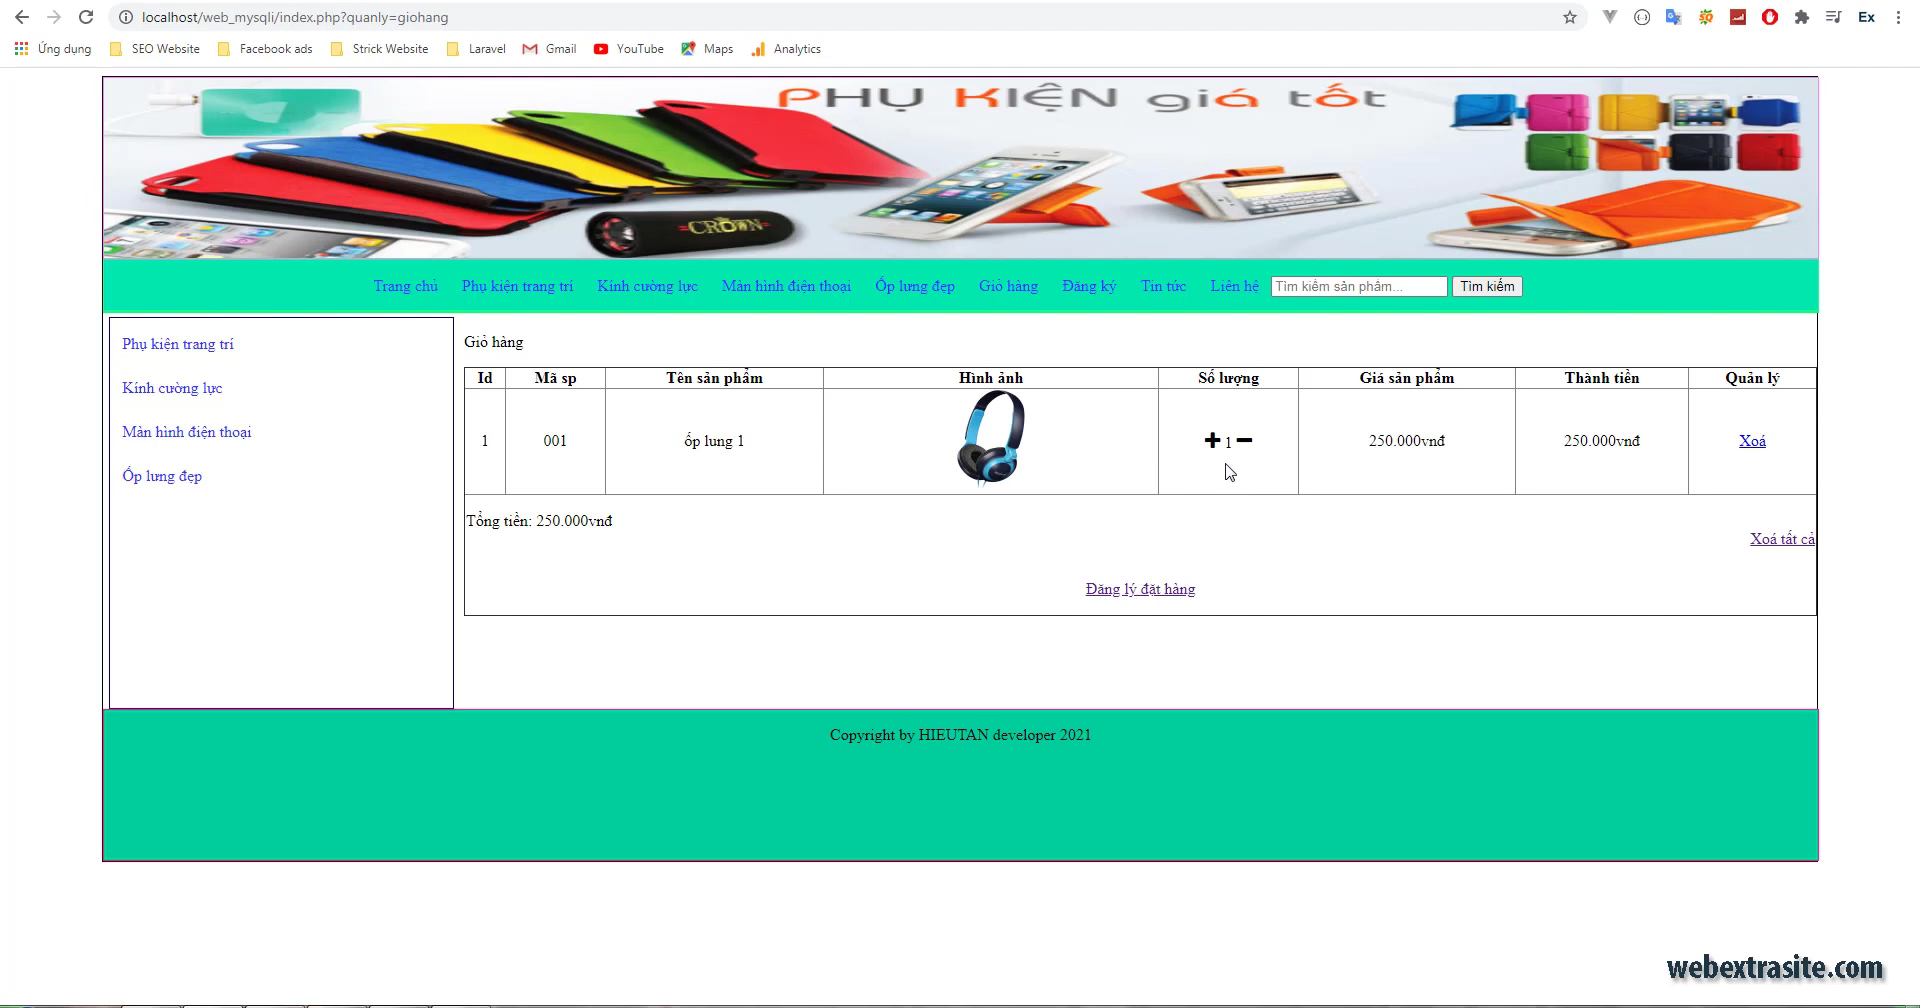 localhost/web_mysqli/index.php?quanly=giohang
Ex
Ứng dụng SEO Website Facebook ads Strick Website Laravel Gmail YouTube Maps Analytics
PHỤ KIỆN giá tốt
CROWN
Trang chủ Phụ kiện trang trí Kính cường lực Màn hình điện thoại Ốp lưng đẹp Giỏ hàng Đăng ký Tin tức Liên hệ Tìm kiếm sản phẩm... Tìm kiếm
Phụ kiện trang trí
Kính cường lực
Màn hình điện thoại
Ốp lưng đẹp
Giỏ hàng
Id Mã sp Tên sản phẩm Hình ảnh Số lượng Giá sản phẩm Thành tiền Quản lý
1 001 ốp lung 1 1 250.000vnđ 250.000vnđ Xoá
Tổng tiền: 250.000vnđ
Xoá tất cả
Đăng lý đặt hàng
Copyright by HIEUTAN developer 2021
webextrasite.com